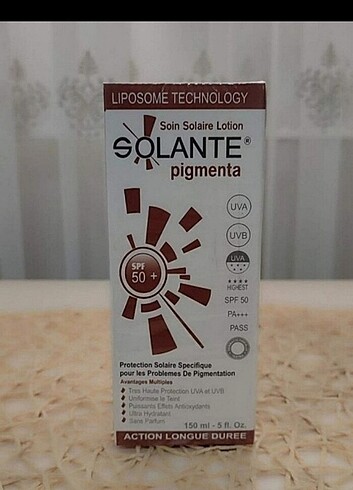 LIPOSOME TECHNOLOGY
Soin Solaire Lotion
SOLANTE®
pigmenta
UVA
UVB
SPF
50 +
UVA
HIGHEST
SPF 50
PA+++
PASS
Protection Solaire Specifique
pour les Problemes De Pigmentation
Avantages Multiples
Tres Haute Protection UVA et UVB
Uniformise le Teint
Puissants Effets Antioxydants
Ultra Hydratant
Sans Parfum
150 ml - 5 fl. Oz.
ACTION LONGUE DUREE